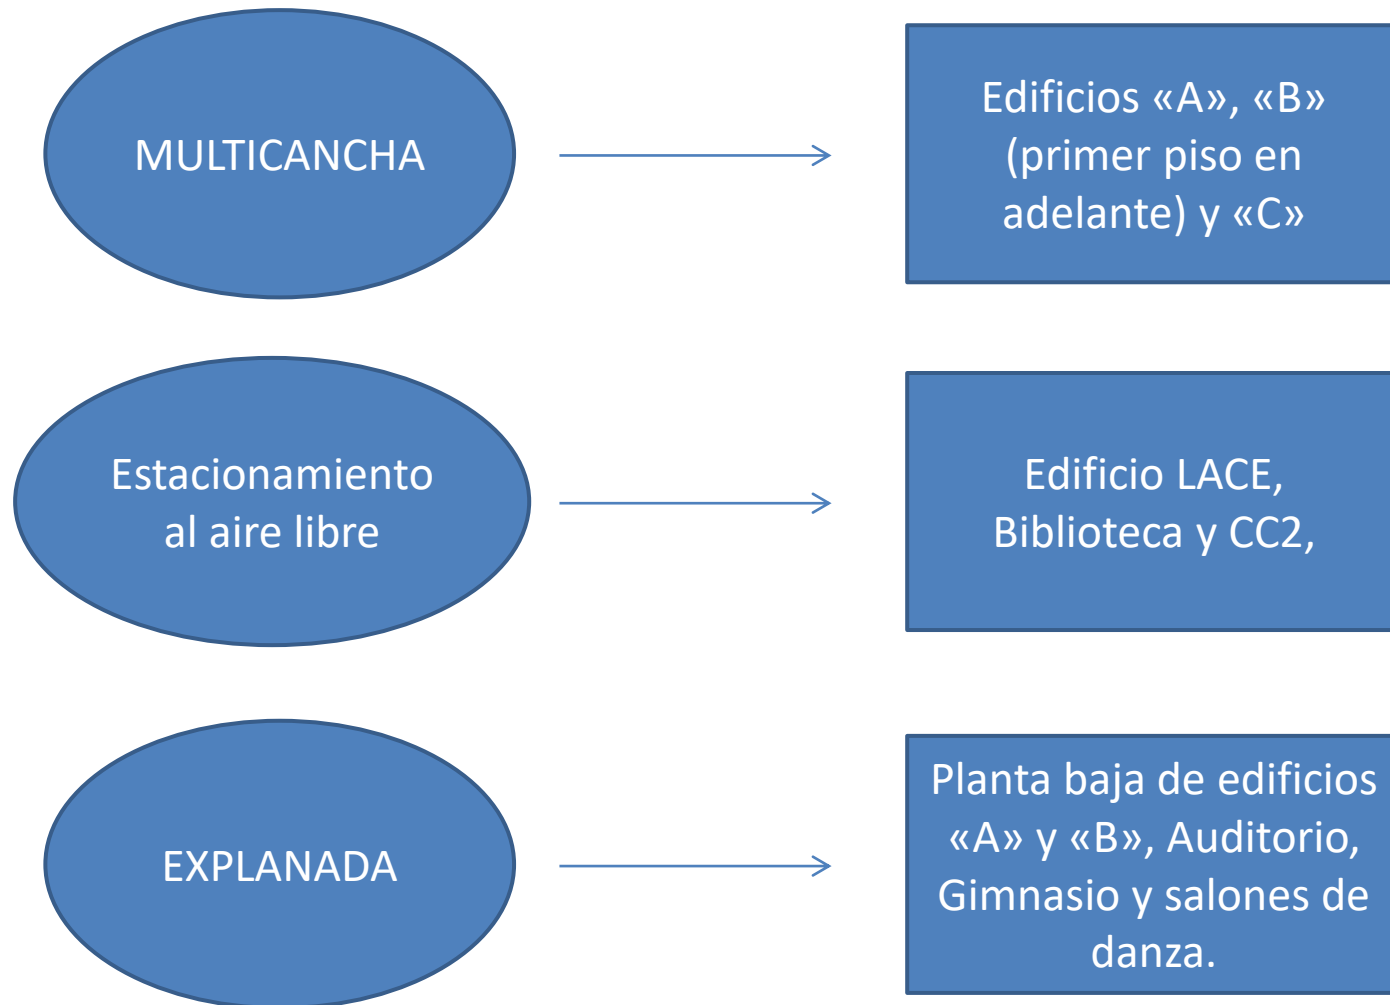 MULTICANCHA
Edificios «A», «B»
(primer piso en
adelante) y «C»
Estacionamiento
al aire libre
Edificio LACE,
Biblioteca y CC2,
EXPLANADA
Planta baja de edificios
«A» y «B», Auditorio,
Gimnasio y salones de
danza.